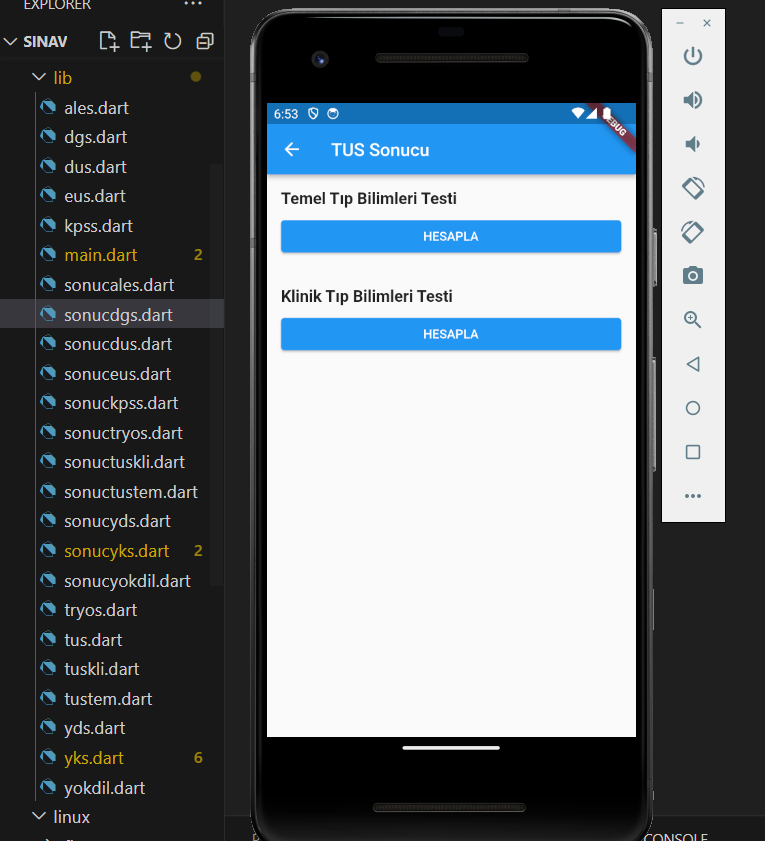 EXPLORER
SINAV
lib
ales.dart
dgs.dart
dus.dart
eus.dart
kpss.dart
main.dart 2
sonucales.dart
sonucdgs.dart
sonucdus.dart
sonuceus.dart
sonuckpss.dart
sonuctryos.dart
sonuctuskli.dart
sonuctustem.dart
sonucyds.dart
sonucyks.dart 2
sonucyokdil.dart
tryos.dart
tus.dart
tuskli.dart
tustem.dart
yds.dart
yks.dart 6
yokdil.dart
linux
6:53
DEBUG
TUS Sonucu
Temel Tıp Bilimleri Testi
HESAPLA
Klinik Tıp Bilimleri Testi
HESAPLA
CONSOLE